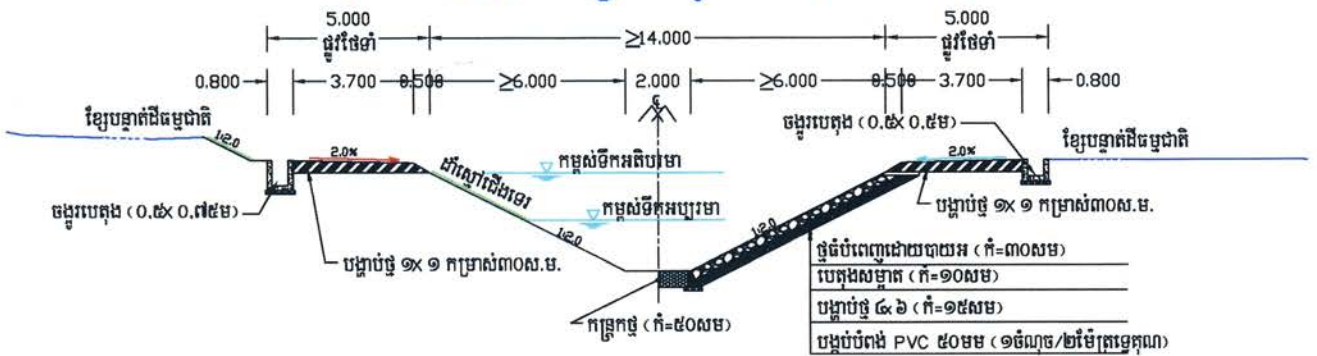 5.000 5.000
ផ្លូវថែទាំ ≥14.000 ផ្លូវថែទាំ
0.800 3.700 0.500 ≥6.000 2.000 ≥6.000 0.500 3.700 0.800
ខ្សែបន្ទាត់ដីធម្មជាតិ
ចង្អូរបេតុង (0.៥X 0.៥ម)
ខ្សែបន្ទាត់ដីធម្មជាតិ
1:2.0
2.0%
កម្ពស់ទឹកអតិបរមា
2.0%
ដាំស្មៅជើងទេរ
កម្ពស់ទឹកអប្បរមា
ចង្អូរបេតុង (0.៥X 0.៧៥ម)
បង្ហាប់ថ្ម ១X ១ កម្រាស់៣០ស.ម.
1:2.0
1:2.0
បង្ហាប់ថ្ម ១X ១ កម្រាស់៣០ស.ម.
ថ្មធំបំពេញដោយបាយអ (កំ=៣០សម)
បេតុងសម្អាត (កំ=១០សម)
បង្ហាប់ថ្ម ៤x ៦ (កំ=១៥សម)
កន្ត្រកថ្ម (កំ=៥០សម)
បង្កប់បំពង់ PVC ៥០មម (១ចំណុច/២ម៉ែត្រទ្វេគុណ)